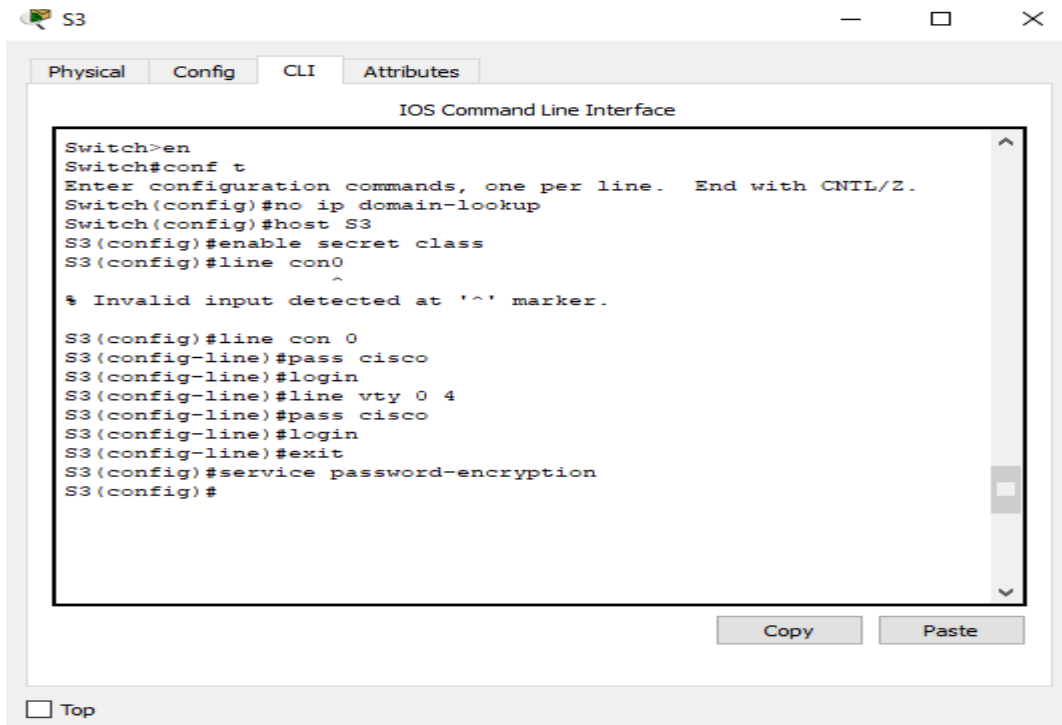 S3
Physical Config CLI Attributes
IOS Command Line Interface
Switch>en
Switch#conf t
Enter configuration commands, one per line.  End with CNTL/Z.
Switch(config)#no ip domain-lookup
Switch(config)#host S3
S3(config)#enable secret class
S3(config)#line con0
^
% Invalid input detected at '^' marker.
S3(config)#line con 0
S3(config-line)#pass cisco
S3(config-line)#login
S3(config-line)#line vty 0 4
S3(config-line)#pass cisco
S3(config-line)#login
S3(config-line)#exit
S3(config)#service password-encryption
S3(config)#
Copy Paste
Top